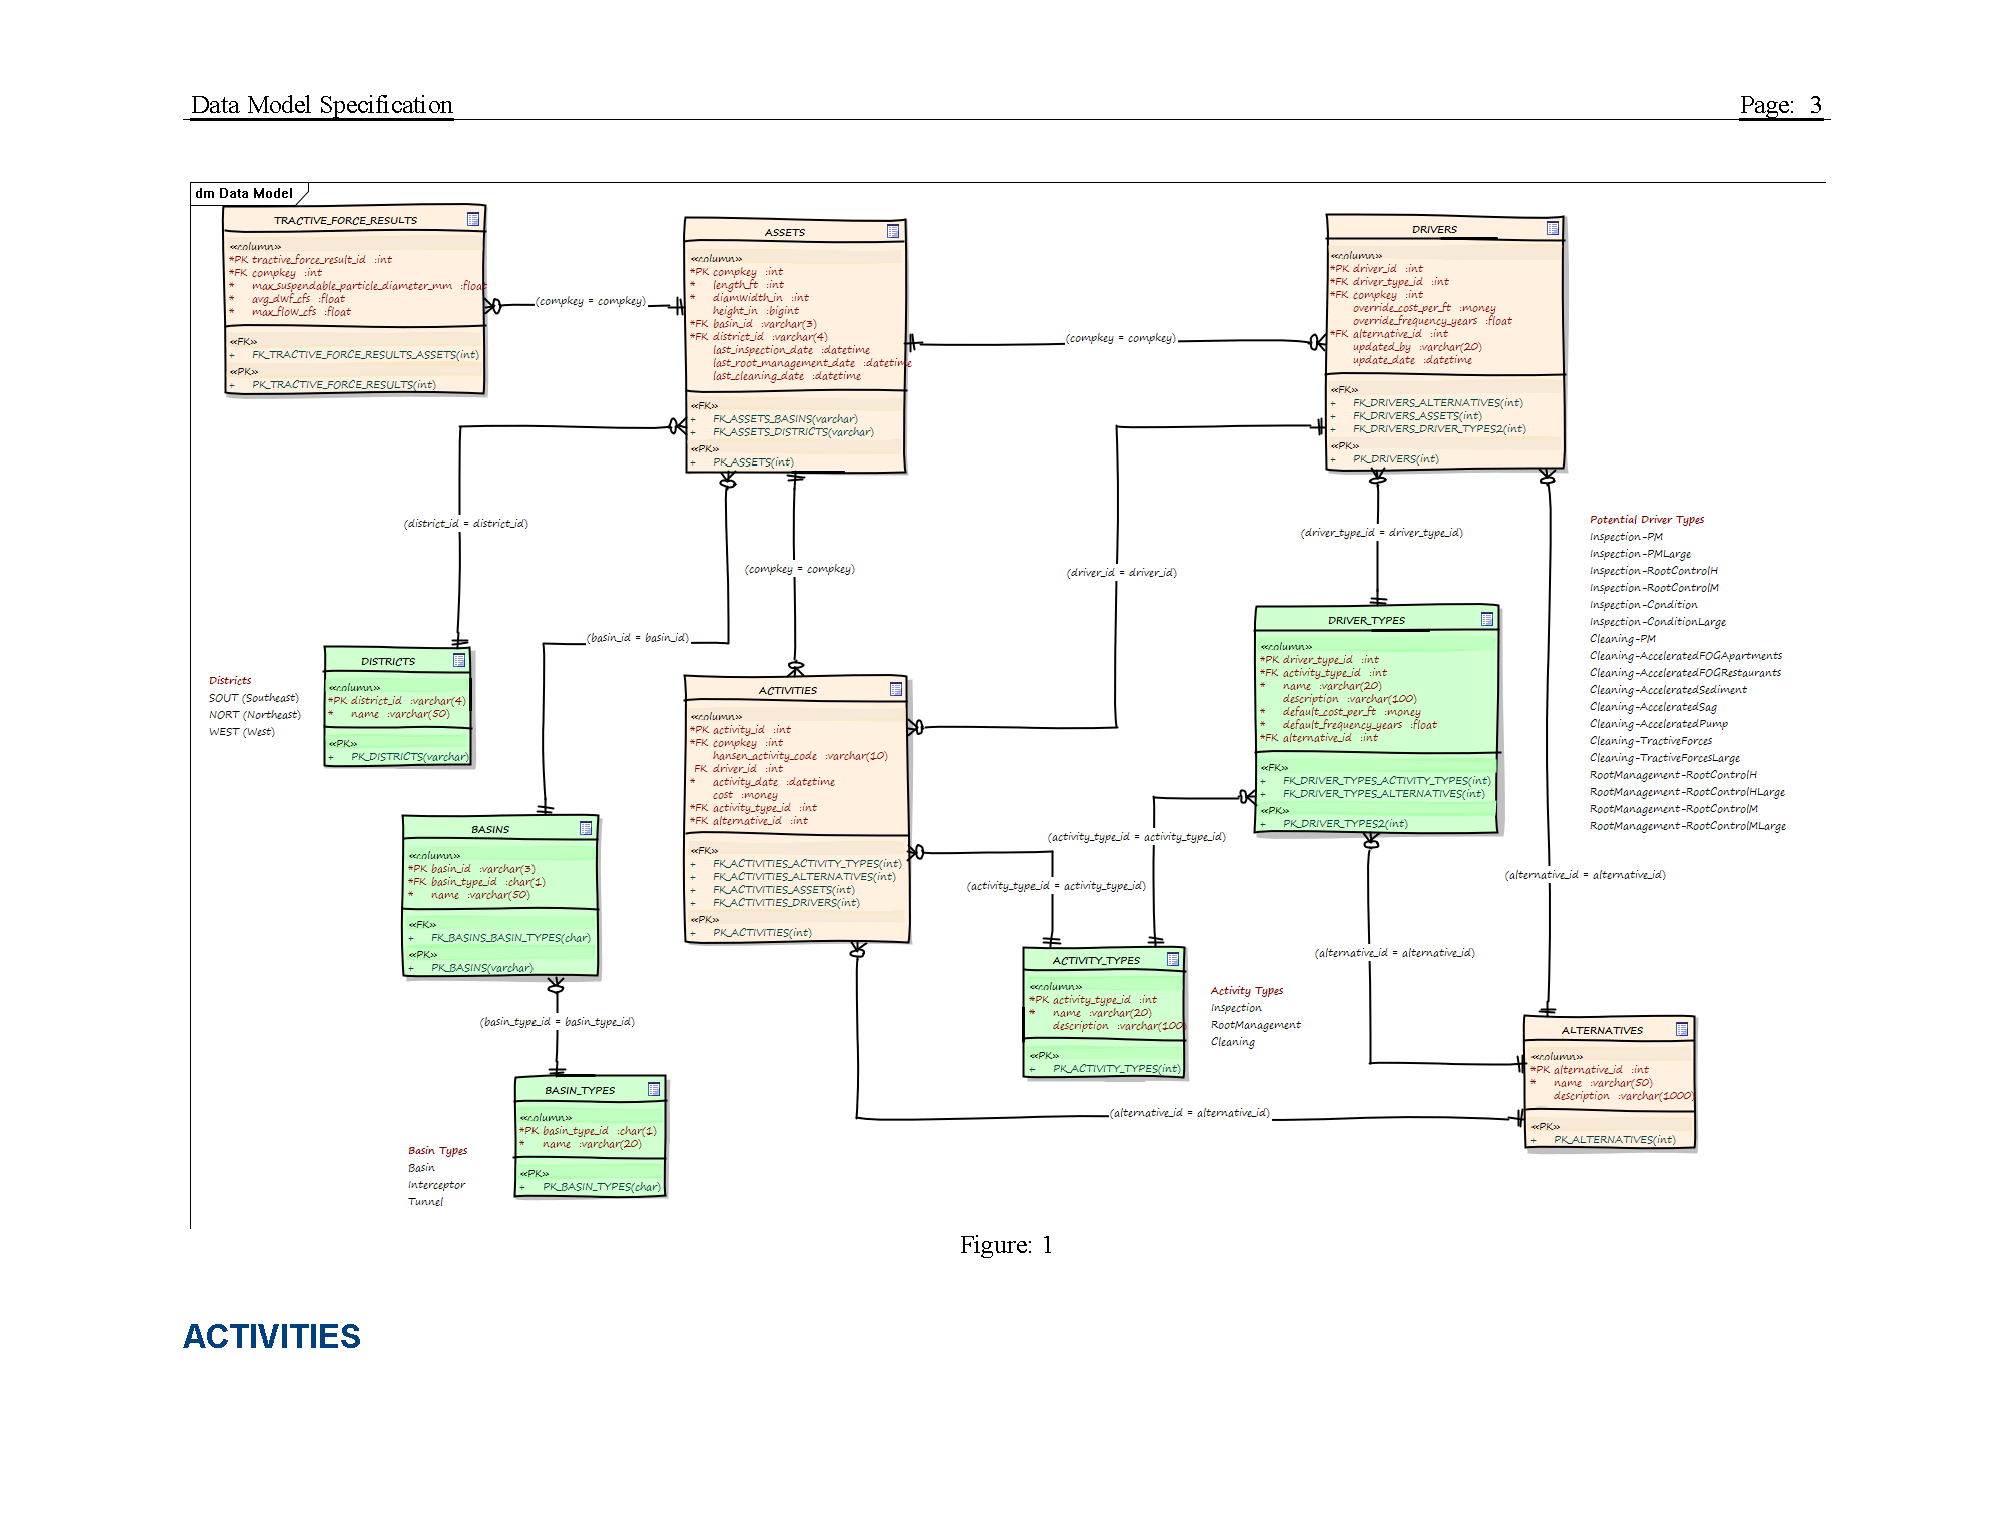 Data Model Specification
Page: 3
dm Data Model
TRACTIVE_FORCE_RESULTS
«column»
*PK tractive_force_result_id :int
*FK compkey :int
* max_suspendable_particle_diameter_mm :float
* avg_dwf_cfs :float
* max_flow_cfs :float
«FK»
+ FK_TRACTIVE_FORCE_RESULTS_ASSETS(int)
«PK»
+ PK_TRACTIVE_FORCE_RESULTS(int)
(compkey = compkey)
ASSETS
«column»
*PK compkey :int
* length_ft :int
* diamwidth_in :int
height_in :bigint
*FK basin_id :varchar(3)
*FK district_id :varchar(4)
last_inspection_date :datetime
last_root_management_date :datetime
last_cleaning_date :datetime
«FK»
+ FK_ASSETS_BASINS(varchar)
+ FK_ASSETS_DISTRICTS(varchar)
«PK»
+ PK_ASSETS(int)
(compkey = compkey)
DRIVERS
«column»
*PK driver_id :int
*FK driver_type_id :int
*FK compkey :int
override_cost_per_ft :money
override_frequency_years :float
*FK alternative_id :int
updated_by :varchar(20)
update_date :datetime
«FK»
+ FK_DRIVERS_ALTERNATIVES(int)
+ FK_DRIVERS_ASSETS(int)
+ FK_DRIVERS_DRIVER_TYPES2(int)
«PK»
+ PK_DRIVERS(int)
(district_id = district_id)
(basin_id = basin_id)
(compkey = compkey)
(driver_id = driver_id)
(driver_type_id = driver_type_id)
Potential Driver Types
Inspection-PM
Inspection-PMLarge
Inspection-RootControlH
Inspection-RootControlM
Inspection-Condition
Inspection-ConditionLarge
Cleaning-PM
Cleaning-AcceleratedFOGApartments
Cleaning-AcceleratedFOGRestaurants
Cleaning-AcceleratedSediment
Cleaning-AcceleratedSag
Cleaning-AcceleratedPump
Cleaning-TractiveForces
Cleaning-TractiveForcesLarge
RootManagement-RootControlH
RootManagement-RootControlHLarge
RootManagement-RootControlM
RootManagement-RootControlMLarge
Districts
SOUT (Southeast)
NORT (Northeast)
WEST (West)
DISTRICTS
«column»
*PK district_id :varchar(4)
* name :varchar(50)
«PK»
+ PK_DISTRICTS(varchar)
ACTIVITIES
«column»
*PK activity_id :int
*FK compkey :int
hansen_activity_code :varchar(10)
FK driver_id :int
* activity_date :datetime
cost :money
*FK activity_type_id :int
*FK alternative_id :int
«FK»
+ FK_ACTIVITIES_ACTIVITY_TYPES(int)
+ FK_ACTIVITIES_ALTERNATIVES(int)
+ FK_ACTIVITIES_ASSETS(int)
+ FK_ACTIVITIES_DRIVERS(int)
«PK»
+ PK_ACTIVITIES(int)
DRIVER_TYPES
«column»
*PK driver_type_id :int
*FK activity_type_id :int
* name :varchar(20)
description :varchar(100)
* default_cost_per_ft :money
* default_frequency_years :float
*FK alternative_id :int
«FK»
+ FK_DRIVER_TYPES_ACTIVITY_TYPES(int)
+ FK_DRIVER_TYPES_ALTERNATIVES(int)
«PK»
+ PK_DRIVER_TYPES2(int)
BASINS
«column»
*PK basin_id :varchar(3)
*FK basin_type_id :char(1)
* name :varchar(50)
«FK»
+ FK_BASINS_BASIN_TYPES(char)
«PK»
+ PK_BASINS(varchar)
(activity_type_id = activity_type_id)
(activity_type_id = activity_type_id)
(alternative_id = alternative_id)
(alternative_id = alternative_id)
ACTIVITY_TYPES
«column»
*PK activity_type_id :int
* name :varchar(20)
description :varchar(100
«PK»
+ PK_ACTIVITY_TYPES(int)
Activity Types
Inspection
RootManagement
Cleaning
(basin_type_id = basin_type_id)
ALTERNATIVES
«column»
*PK alternative_id :int
* name :varchar(50)
description :varchar(1000)
«PK»
+ PK_ALTERNATIVES(int)
(alternative_id = alternative_id)
BASIN_TYPES
«column»
*PK basin_type_id :char(1)
* name :varchar(20)
«PK»
+ PK_BASIN_TYPES(char)
Basin Types
Basin
Interceptor
Tunnel
Figure: 1
ACTIVITIES